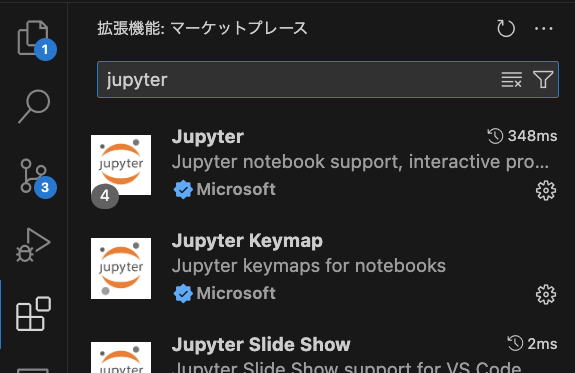 拡張機能: マーケットプレース
1
jupyter
jupyter
Jupyter
348ms
Jupyter notebook support, interactive pro...
4
Microsoft
3
jupyter
Jupyter Keymap
Jupyter keymaps for notebooks
Microsoft
jupyter
Jupyter Slide Show
2ms
Jupyter Slide Show support for VS Code